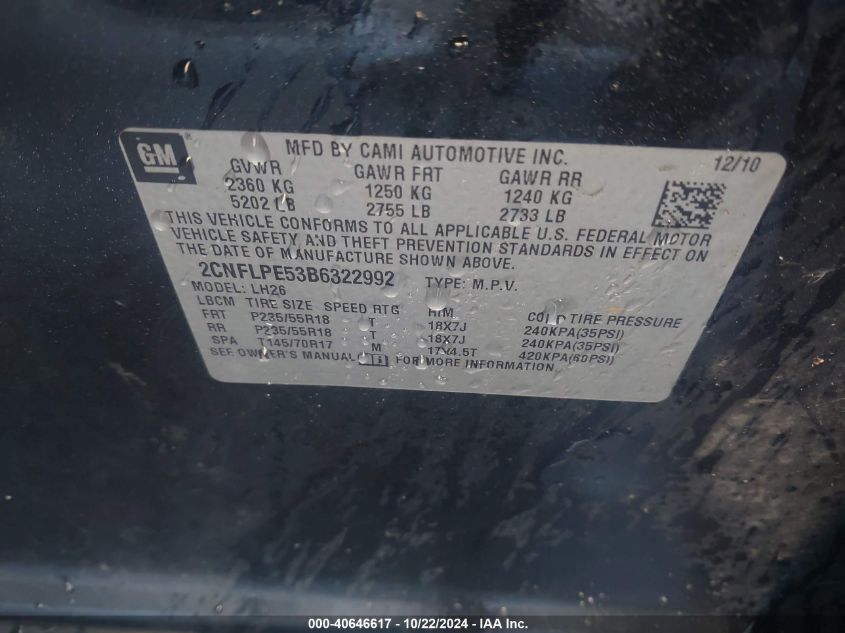 GM
MFD BY CAMI AUTOMOTIVE INC. 12/10
GVWR GAWR FRT GAWR RR
2360 KG 1250 KG 1240 KG
5202 LB 2755 LB 2733 LB
THIS VEHICLE CONFORMS TO ALL APPLICABLE U.S. FEDERAL MOTOR
VEHICLE SAFETY AND THEFT PREVENTION STANDARDS IN EFFECT ON
THE DATE OF MANUFACTURE SHOWN ABOVE.
2CNFLPE53B6322992 TYPE: M.P.V.
MODEL: LH26
LBCM TIRE SIZE SPEED RTG RIM COLD TIRE PRESSURE
FRT P235/55R18 T 18X7J 240KPA(35PSI)
RR P235/55R18 T 18X7J 240KPA(35PSI)
SPA T145/70R17 M 17X4.5T 420KPA(60PSI)
SEE OWNER'S MANUAL FOR MORE INFORMATION.
000-40646617 - 10/22/2024 - IAA Inc.